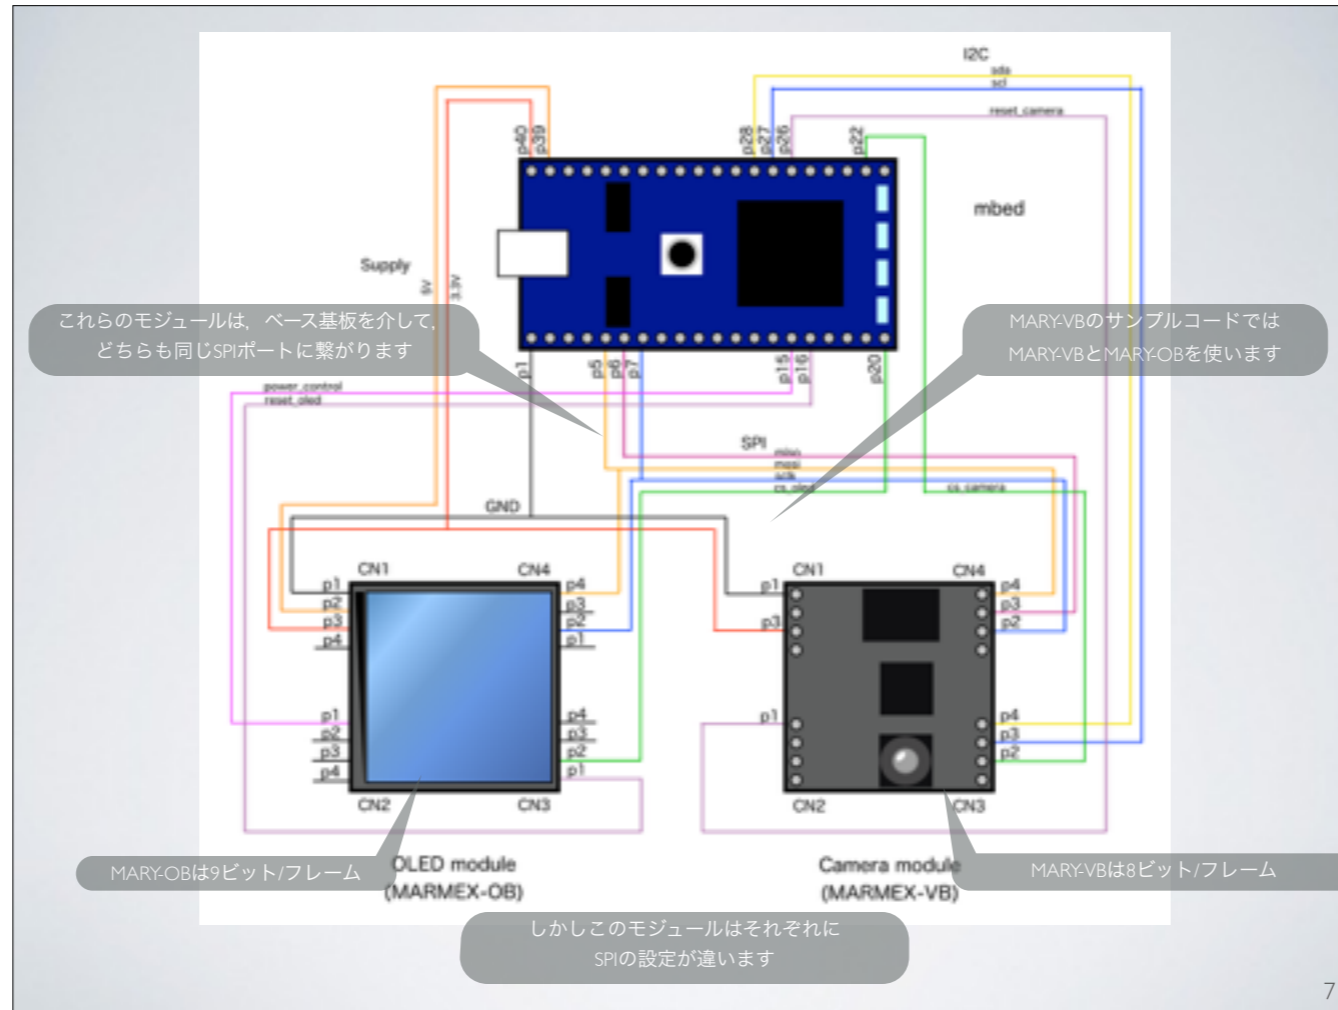 I2C
sda
scl
reset_camera
p40
p39
p28
p27
p26
p22
mbed
Supply
5V
3.3V
これらのモジュールは，ベース基板を介して，
どちらも同じSPIポートに繋がります
MARY-VBのサンプルコードでは
MARY-VBとMARY-OBを使います
p1
p5
p6
p7
p15
p16
p20
power_control
reset_oled
SPI
miso
mosi
sclk
cs_oled
cs_camera
GND
CN1
CN4
p1
p2
p3
p4
p4
p3
p2
p1
p1
p2
p3
p4
p4
p3
p2
p1
CN2
CN3
CN1
CN4
p1
p3
p4
p3
p2
p1
p4
p3
p2
CN2
CN3
MARY-OBは9ビット/フレーム
OLED module
(MARMEX-OB)
Camera module
(MARMEX-VB)
MARY-VBは8ビット/フレーム
しかしこのモジュールはそれぞれに
SPIの設定が違います
7